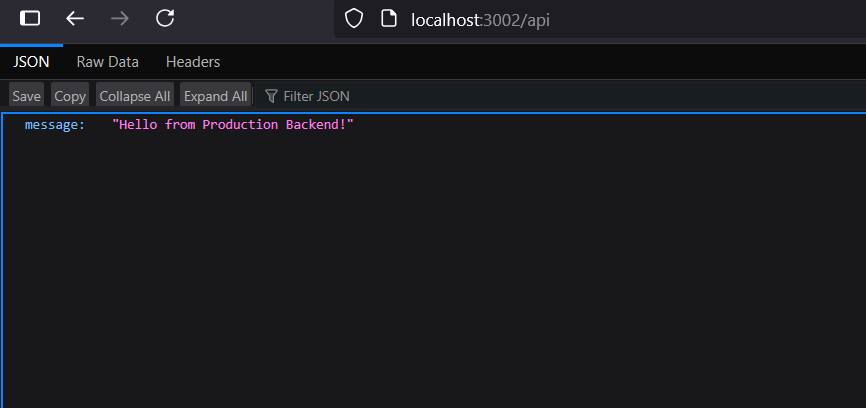 localhost:3002/api
JSON Raw Data Headers
Save Copy Collapse All Expand All Filter JSON
message: "Hello from Production Backend!"